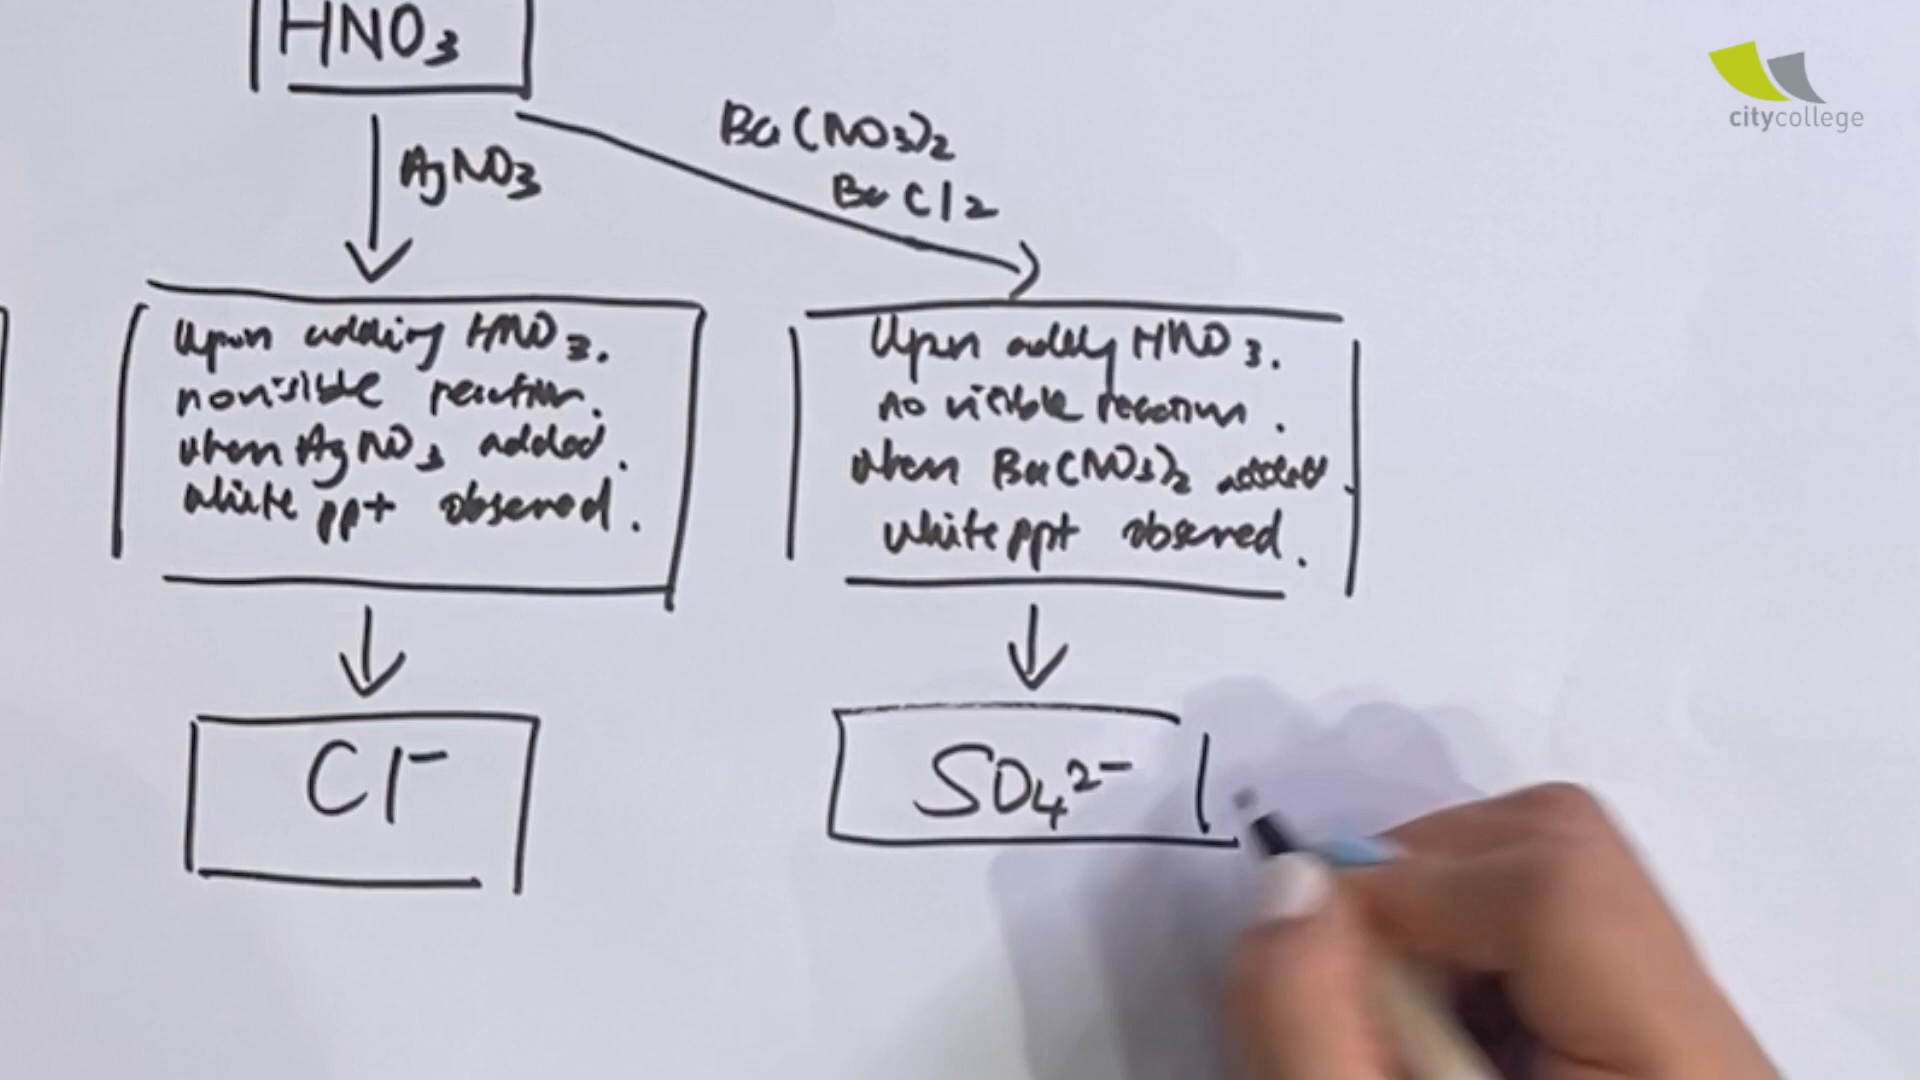 HNO₃
citycollege
AgNO₃
Ba(NO₃)₂
BaCl₂
Upon adding HNO₃.
no visible reaction.
when AgNO₃ added.
white ppt observed.
Upon adding HNO₃.
no visible reaction.
when Ba(NO₃)₂ added.
white ppt observed.
Cl⁻
SO₄²⁻